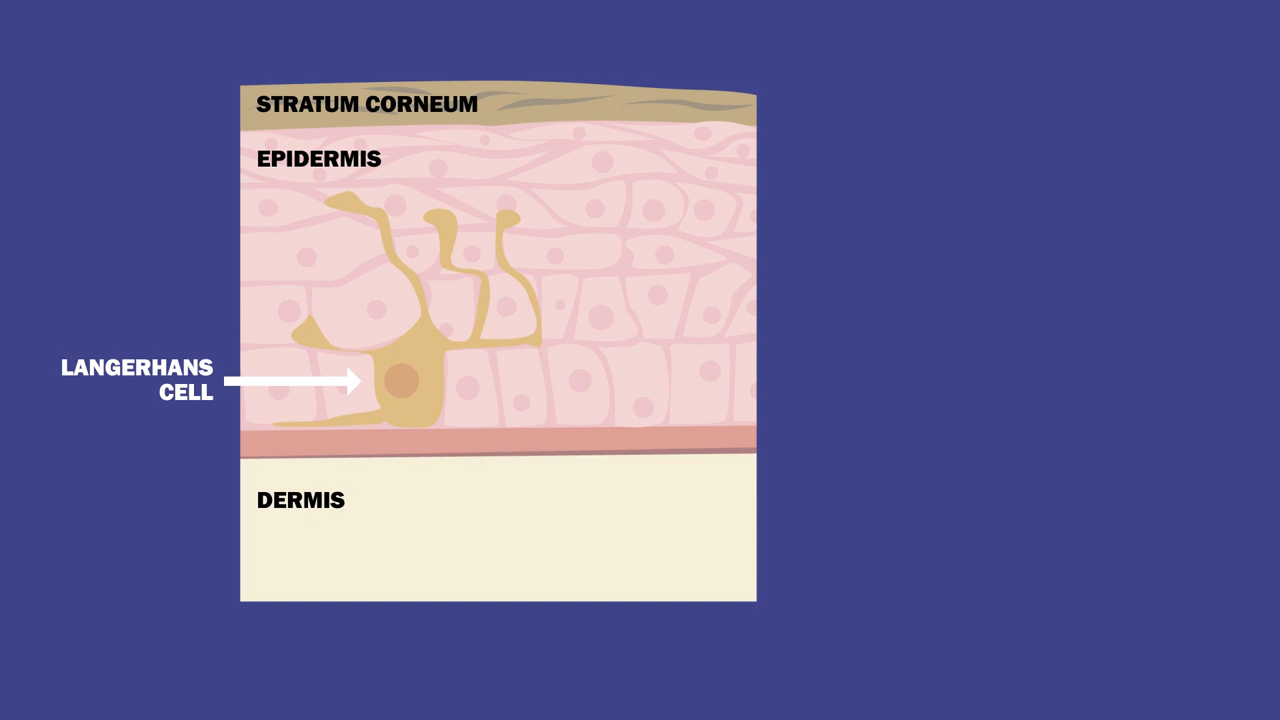 STRATUM CORNEUM
EPIDERMIS
LANGERHANS
CELL
DERMIS